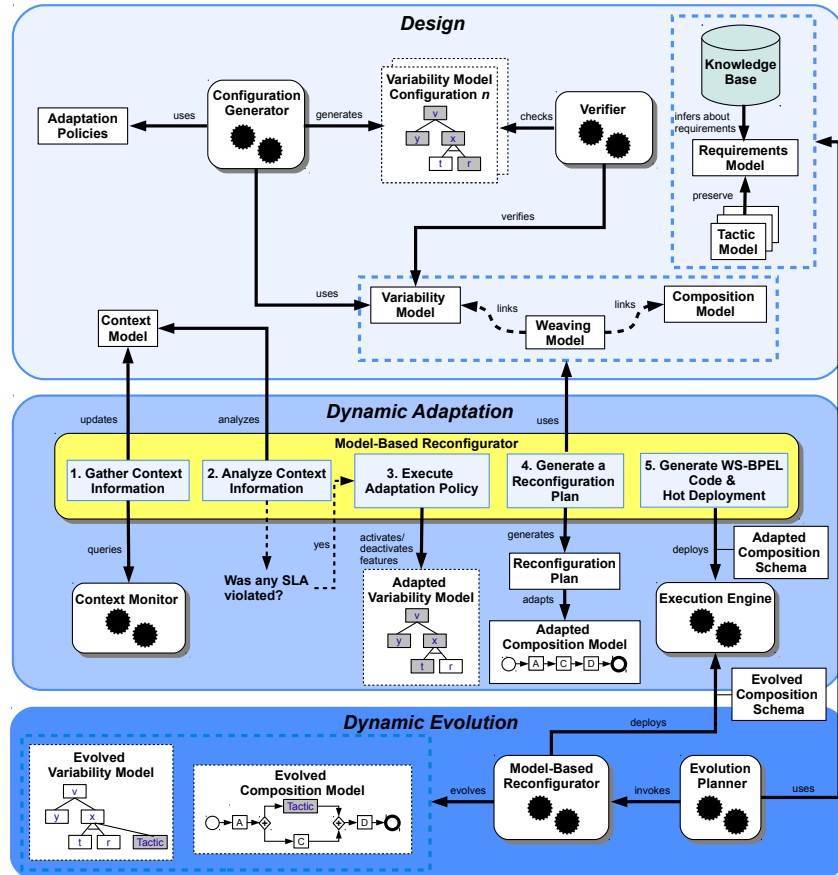 Design
Knowledge
Base
Configuration
Generator
Variability Model
Configuration n
v
y
x
t
r
Verifier
Adaptation
Policies
uses
generates
checks
infers about
requirements
Requirements
Model
preserve
Tactic
Model
verifies
uses
Variability
Model
links
Weaving
Model
links
Composition
Model
Context
Model
Dynamic Adaptation
updates
analyzes
uses
Model-Based Reconfigurator
1. Gather Context
Information
2. Analyze Context
Information
3. Execute
Adaptation Policy
4. Generate a
Reconfiguration
Plan
5. Generate WS-BPEL
Code &
Hot Deployment
queries
yes
activates/
deactivates
features
generates
deploys
Adapted
Composition
Schema
Was any SLA
violated?
Reconfiguration
Plan
adapts
Context Monitor
Adapted
Variability Model
v
y
x
t
r
Adapted
Composition Model
A
C
D
Execution Engine
Evolved
Composition
Schema
Dynamic Evolution
deploys
Evolved
Variability Model
v
y
x
t
r
Tactic
Evolved
Composition Model
A
Tactic
C
D
evolves
Model-Based
Reconfigurator
invokes
Evolution
Planner
uses